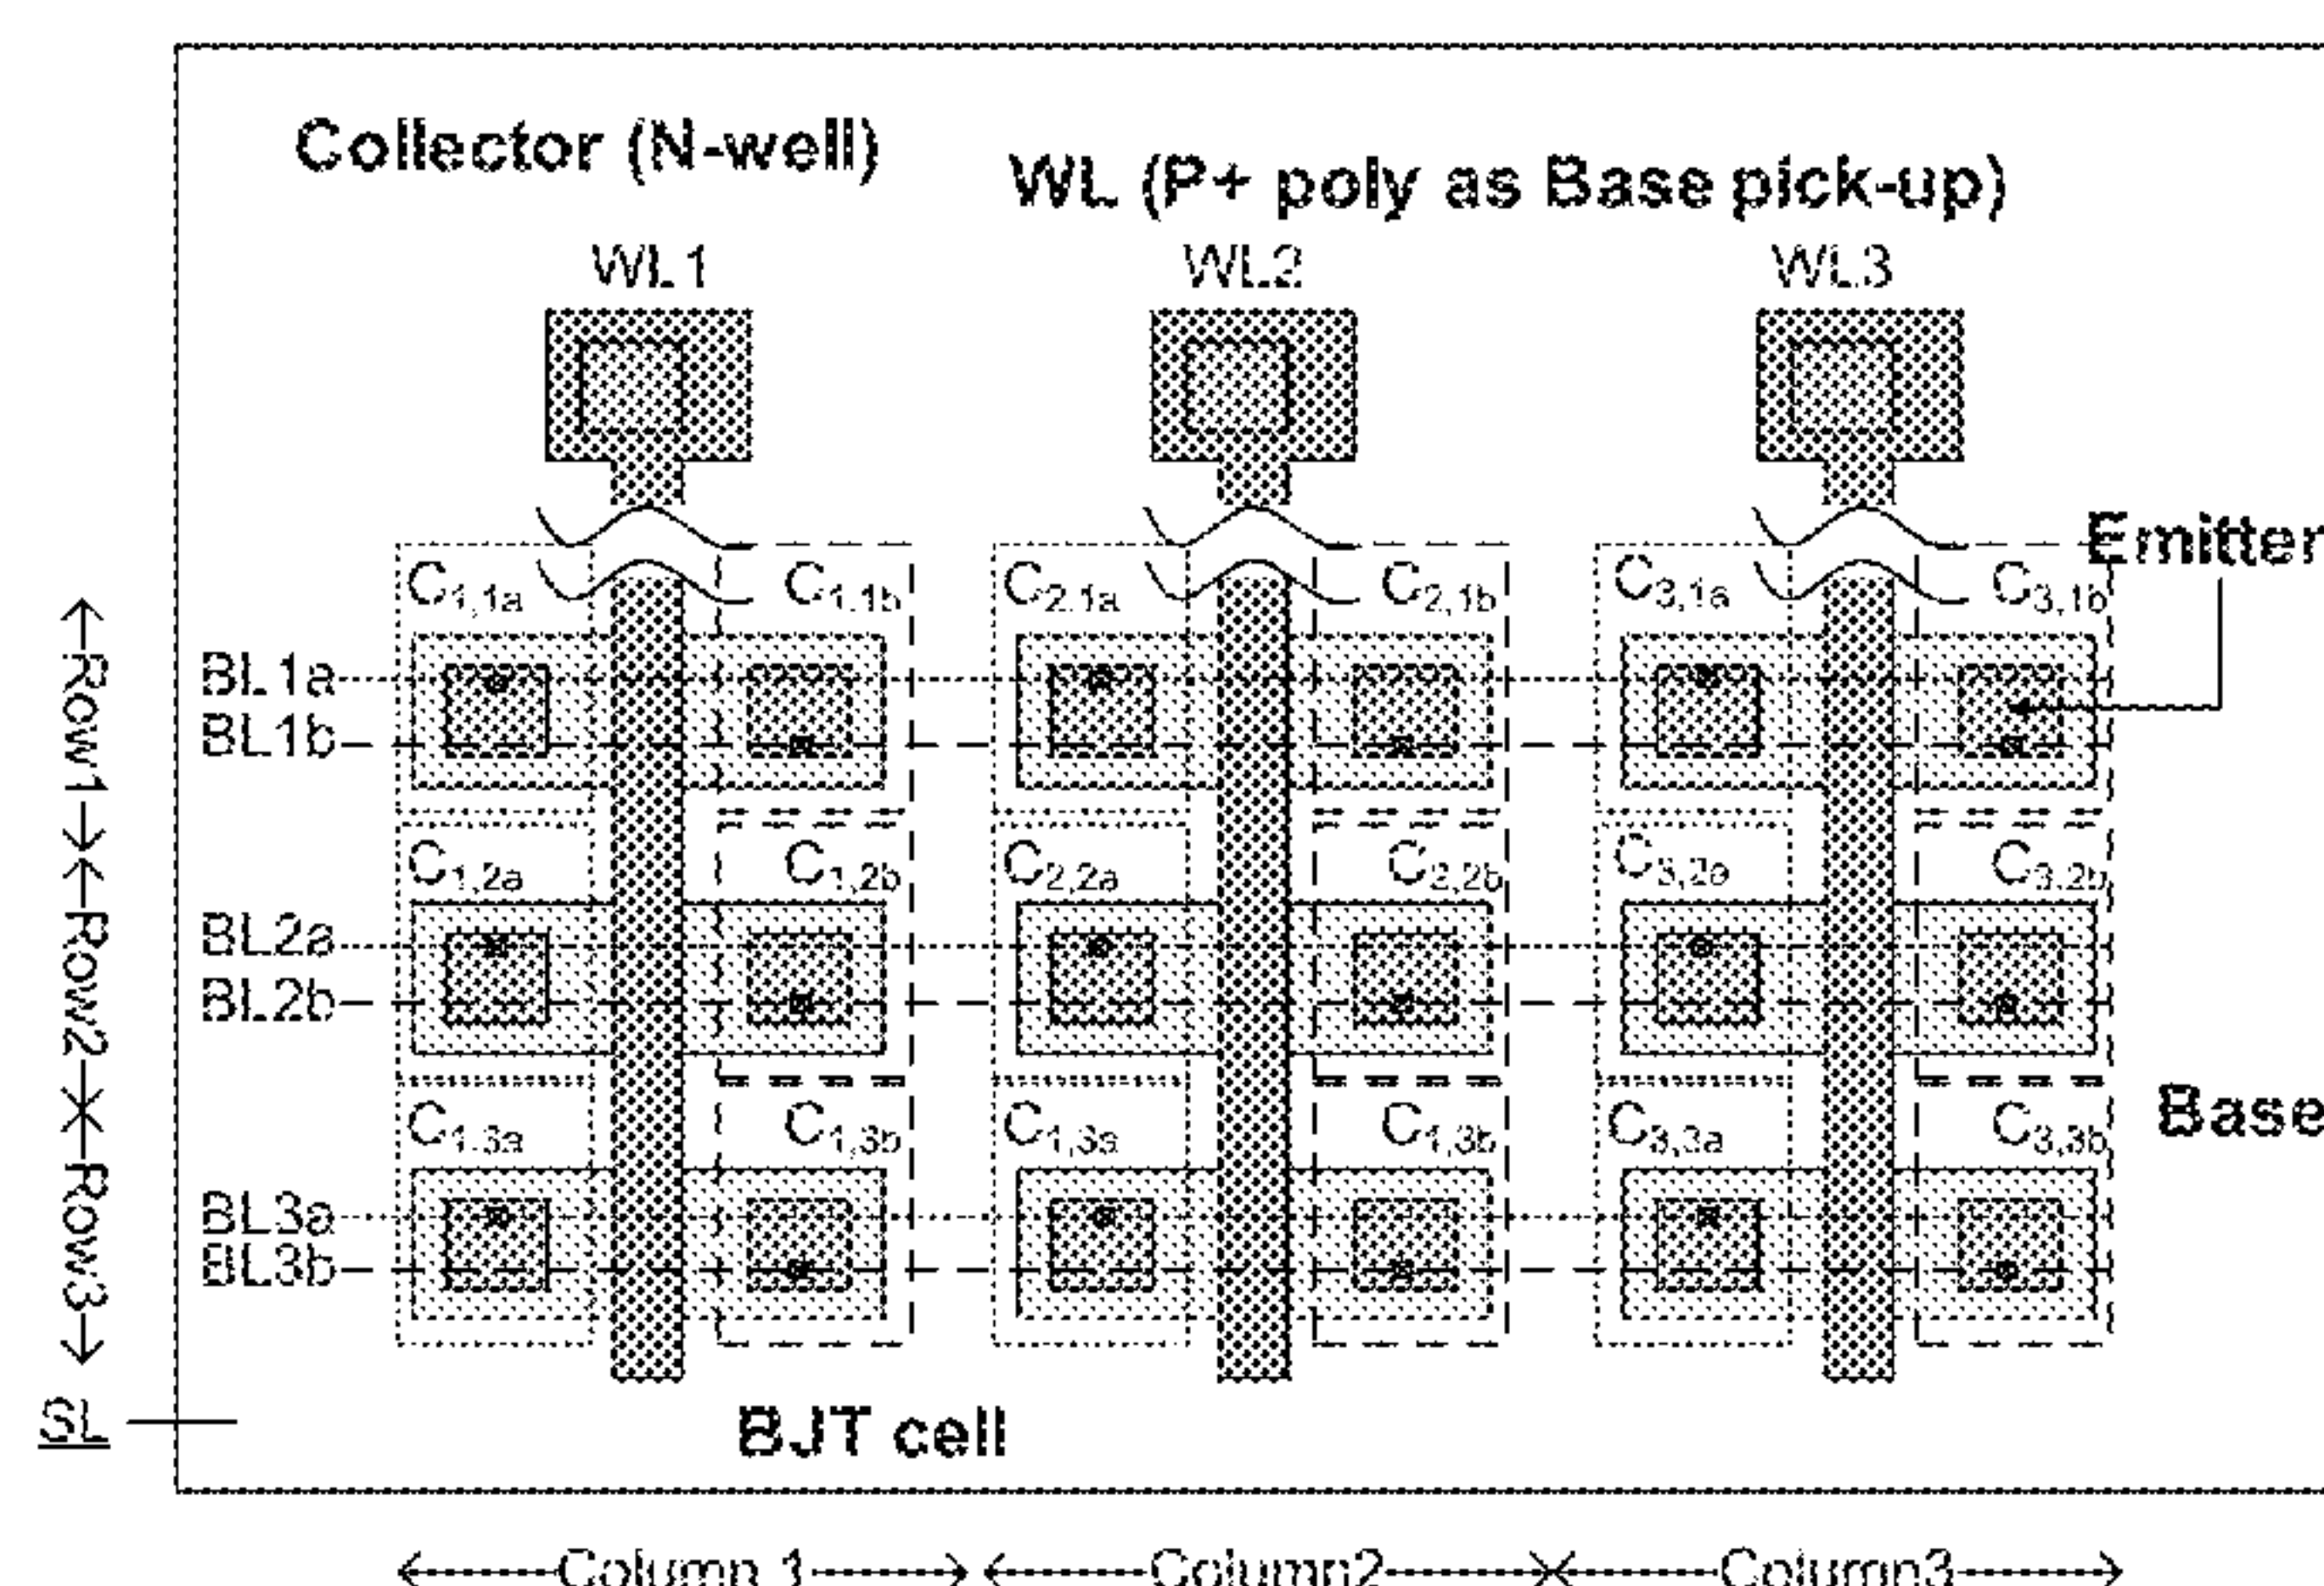 Collector (N-well)
WL (P+ poly as Base pick-up)
WL1 WL2 WL3
Emitter
C1,1a C1,1b C2,1a C2,1b C3,1a C3,1b
BL1a
BL1b
C1,2a C1,2b C2,2a C2,2b C3,2a C3,2b
BL2a
BL2b
C1,3a C1,3b C1,3a C1,3b C3,3a C3,3b
Base
BL3a
BL3b
Row1 Row2 Row3
SL
BJT cell
Column 1 Column2 Column3